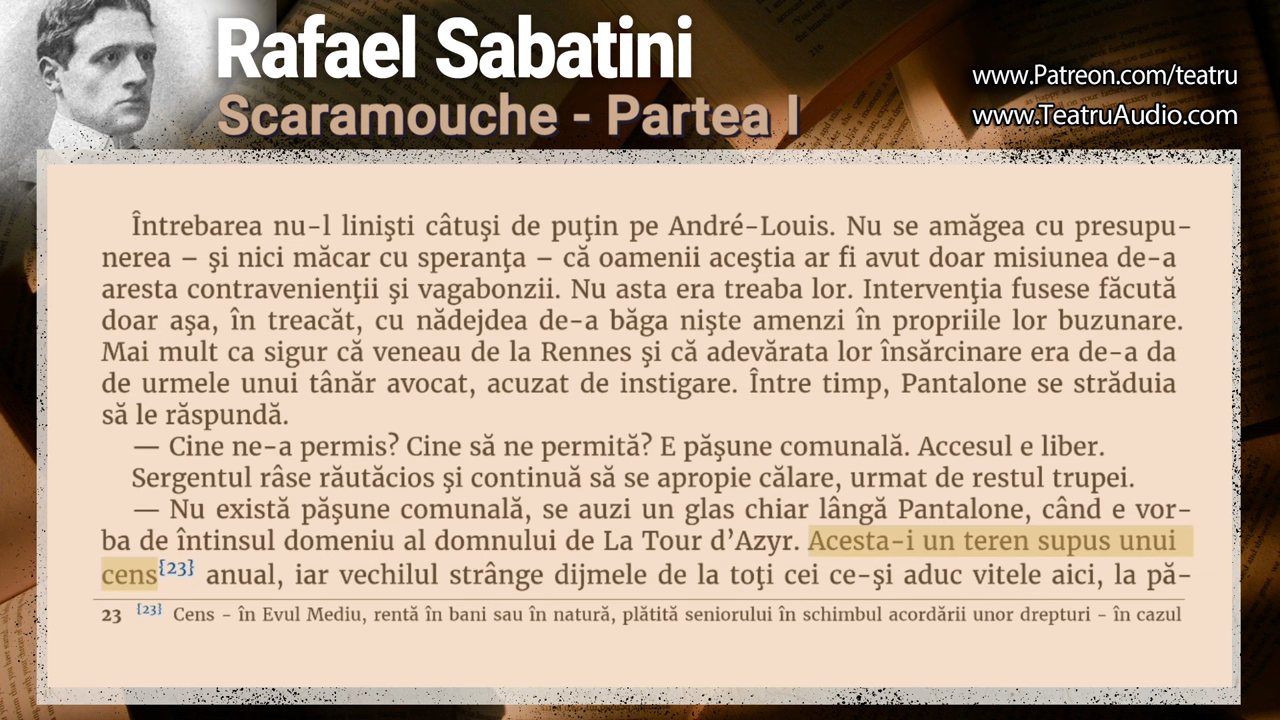 Rafael Sabatini
Scaramouche - Partea I
www.Patreon.com/teatru
www.TeatruAudio.com
Întrebarea nu-l linişti câtuşi de puţin pe André-Louis. Nu se amăgea cu presupu-
nerea – şi nici măcar cu speranţa – că oamenii aceştia ar fi avut doar misiunea de-a
aresta contravenienţii şi vagabonzii. Nu asta era treaba lor. Intervenţia fusese făcută
doar aşa, în treacăt, cu nădejdea de-a băga nişte amenzi în propriile lor buzunare.
Mai mult ca sigur că veneau de la Rennes şi că adevărata lor însărcinare era de-a da
de urmele unui tânăr avocat, acuzat de instigare. Între timp, Pantalone se străduia
să le răspundă.
— Cine ne-a permis? Cine să ne permită? E păşune comunală. Accesul e liber.
Sergentul râse răutăcios şi continuă să se apropie călare, urmat de restul trupei.
— Nu există păşune comunală, se auzi un glas chiar lângă Pantalone, când e vor-
ba de întinsul domeniu al domnului de La Tour d’Azyr. Acesta-i un teren supus unui
cens{23} anual, iar vechilul strânge dijmele de la toţi cei ce-şi aduc vitele aici, la pă-
23 {23} Cens - în Evul Mediu, rentă în bani sau în natură, plătită seniorului în schimbul acordării unor drepturi - în cazul